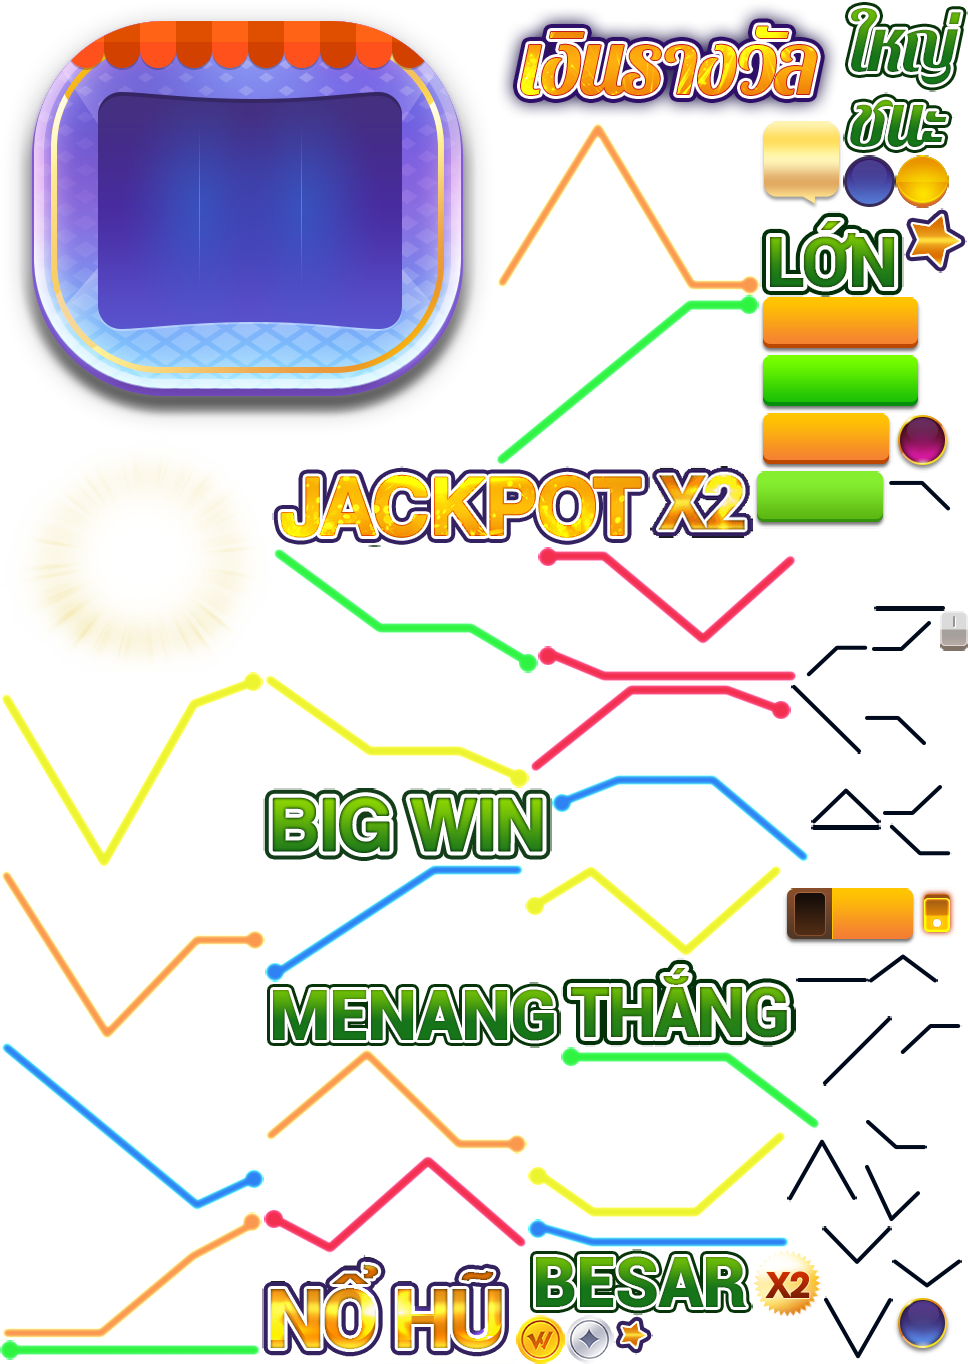 เงินรางวัล
ใหญ่
ชนะ
LỚN
JACKPOT X2
BIG WIN
MENANG
THẮNG
NỔ HŨ
BESAR
X2